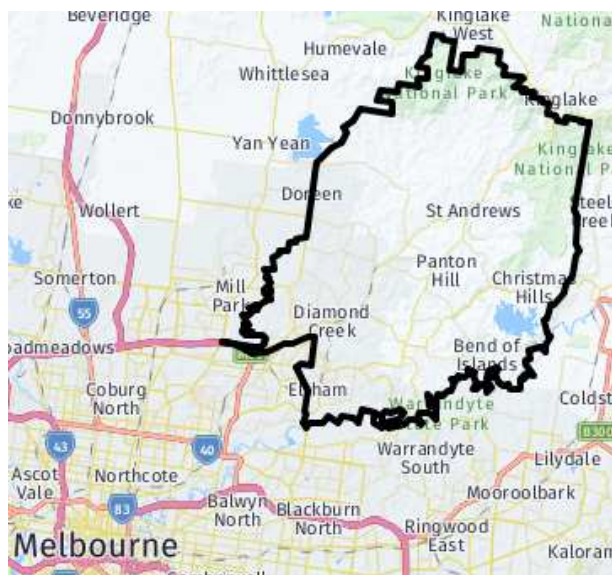 Beveridge
Kinglake
West
National
Humevale
Whittlesea
Kinglake
National Park
Kinglake
Donnybrook
Yan Yean
Kinglake
National P
Doreen
Wollert
St Andrews
Steel
Creek
Somerton
Mill
Park
Panton
Hill
Christmas
Hills
55
Diamond
Creek
oadmeadows
Bend of
Islands
Coburg
North
Eltham
Warrandyte
State Park
Coldst
B300
43
40
Warrandyte
South
Lilydale
Ascot
Vale
Northcote
Mooroolbark
83
Balwyn
North
Blackburn
North
Ringwood
East
Melbourne
Kaloram